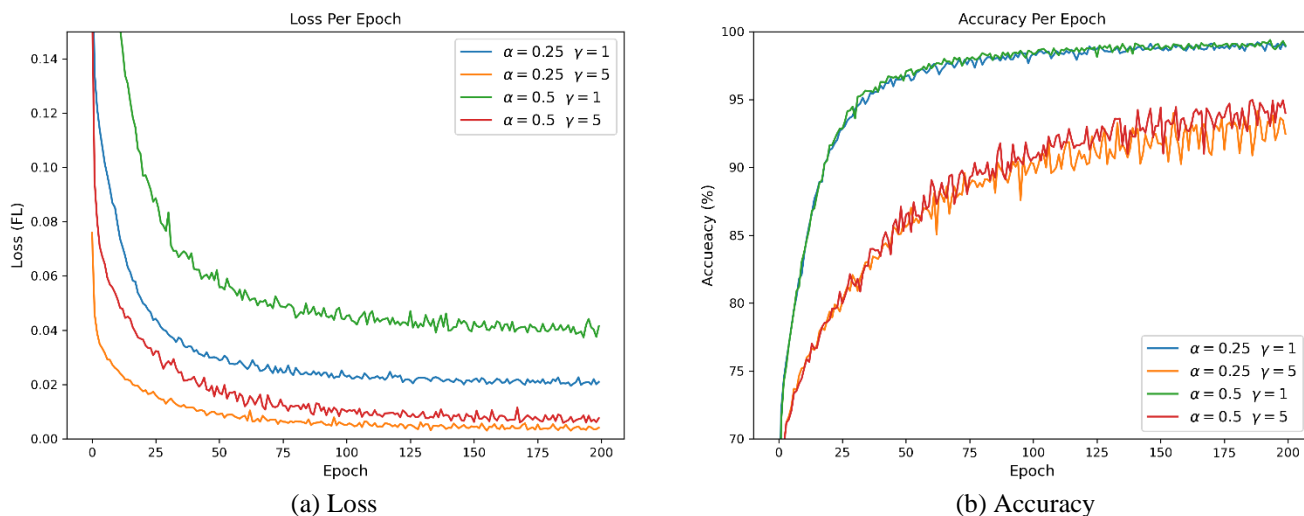 Loss Per Epoch
0.14
0.12
0.10
0.08
0.06
0.04
0.02
0.00
Loss (FL)
α = 0.25 γ = 1
α = 0.25 γ = 5
α = 0.5 γ = 1
α = 0.5 γ = 5
0 25 50 75 100 125 150 175 200
Epoch
(a) Loss
Accuracy Per Epoch
100
95
90
85
80
75
70
Accueacy (%)
α = 0.25 γ = 1
α = 0.25 γ = 5
α = 0.5 γ = 1
α = 0.5 γ = 5
0 25 50 75 100 125 150 175 200
Epoch
(b) Accuracy